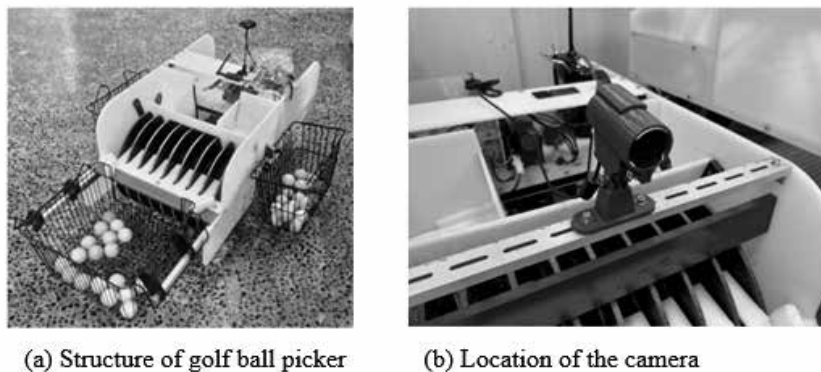 (a) Structure of golf ball picker
(b) Location of the camera